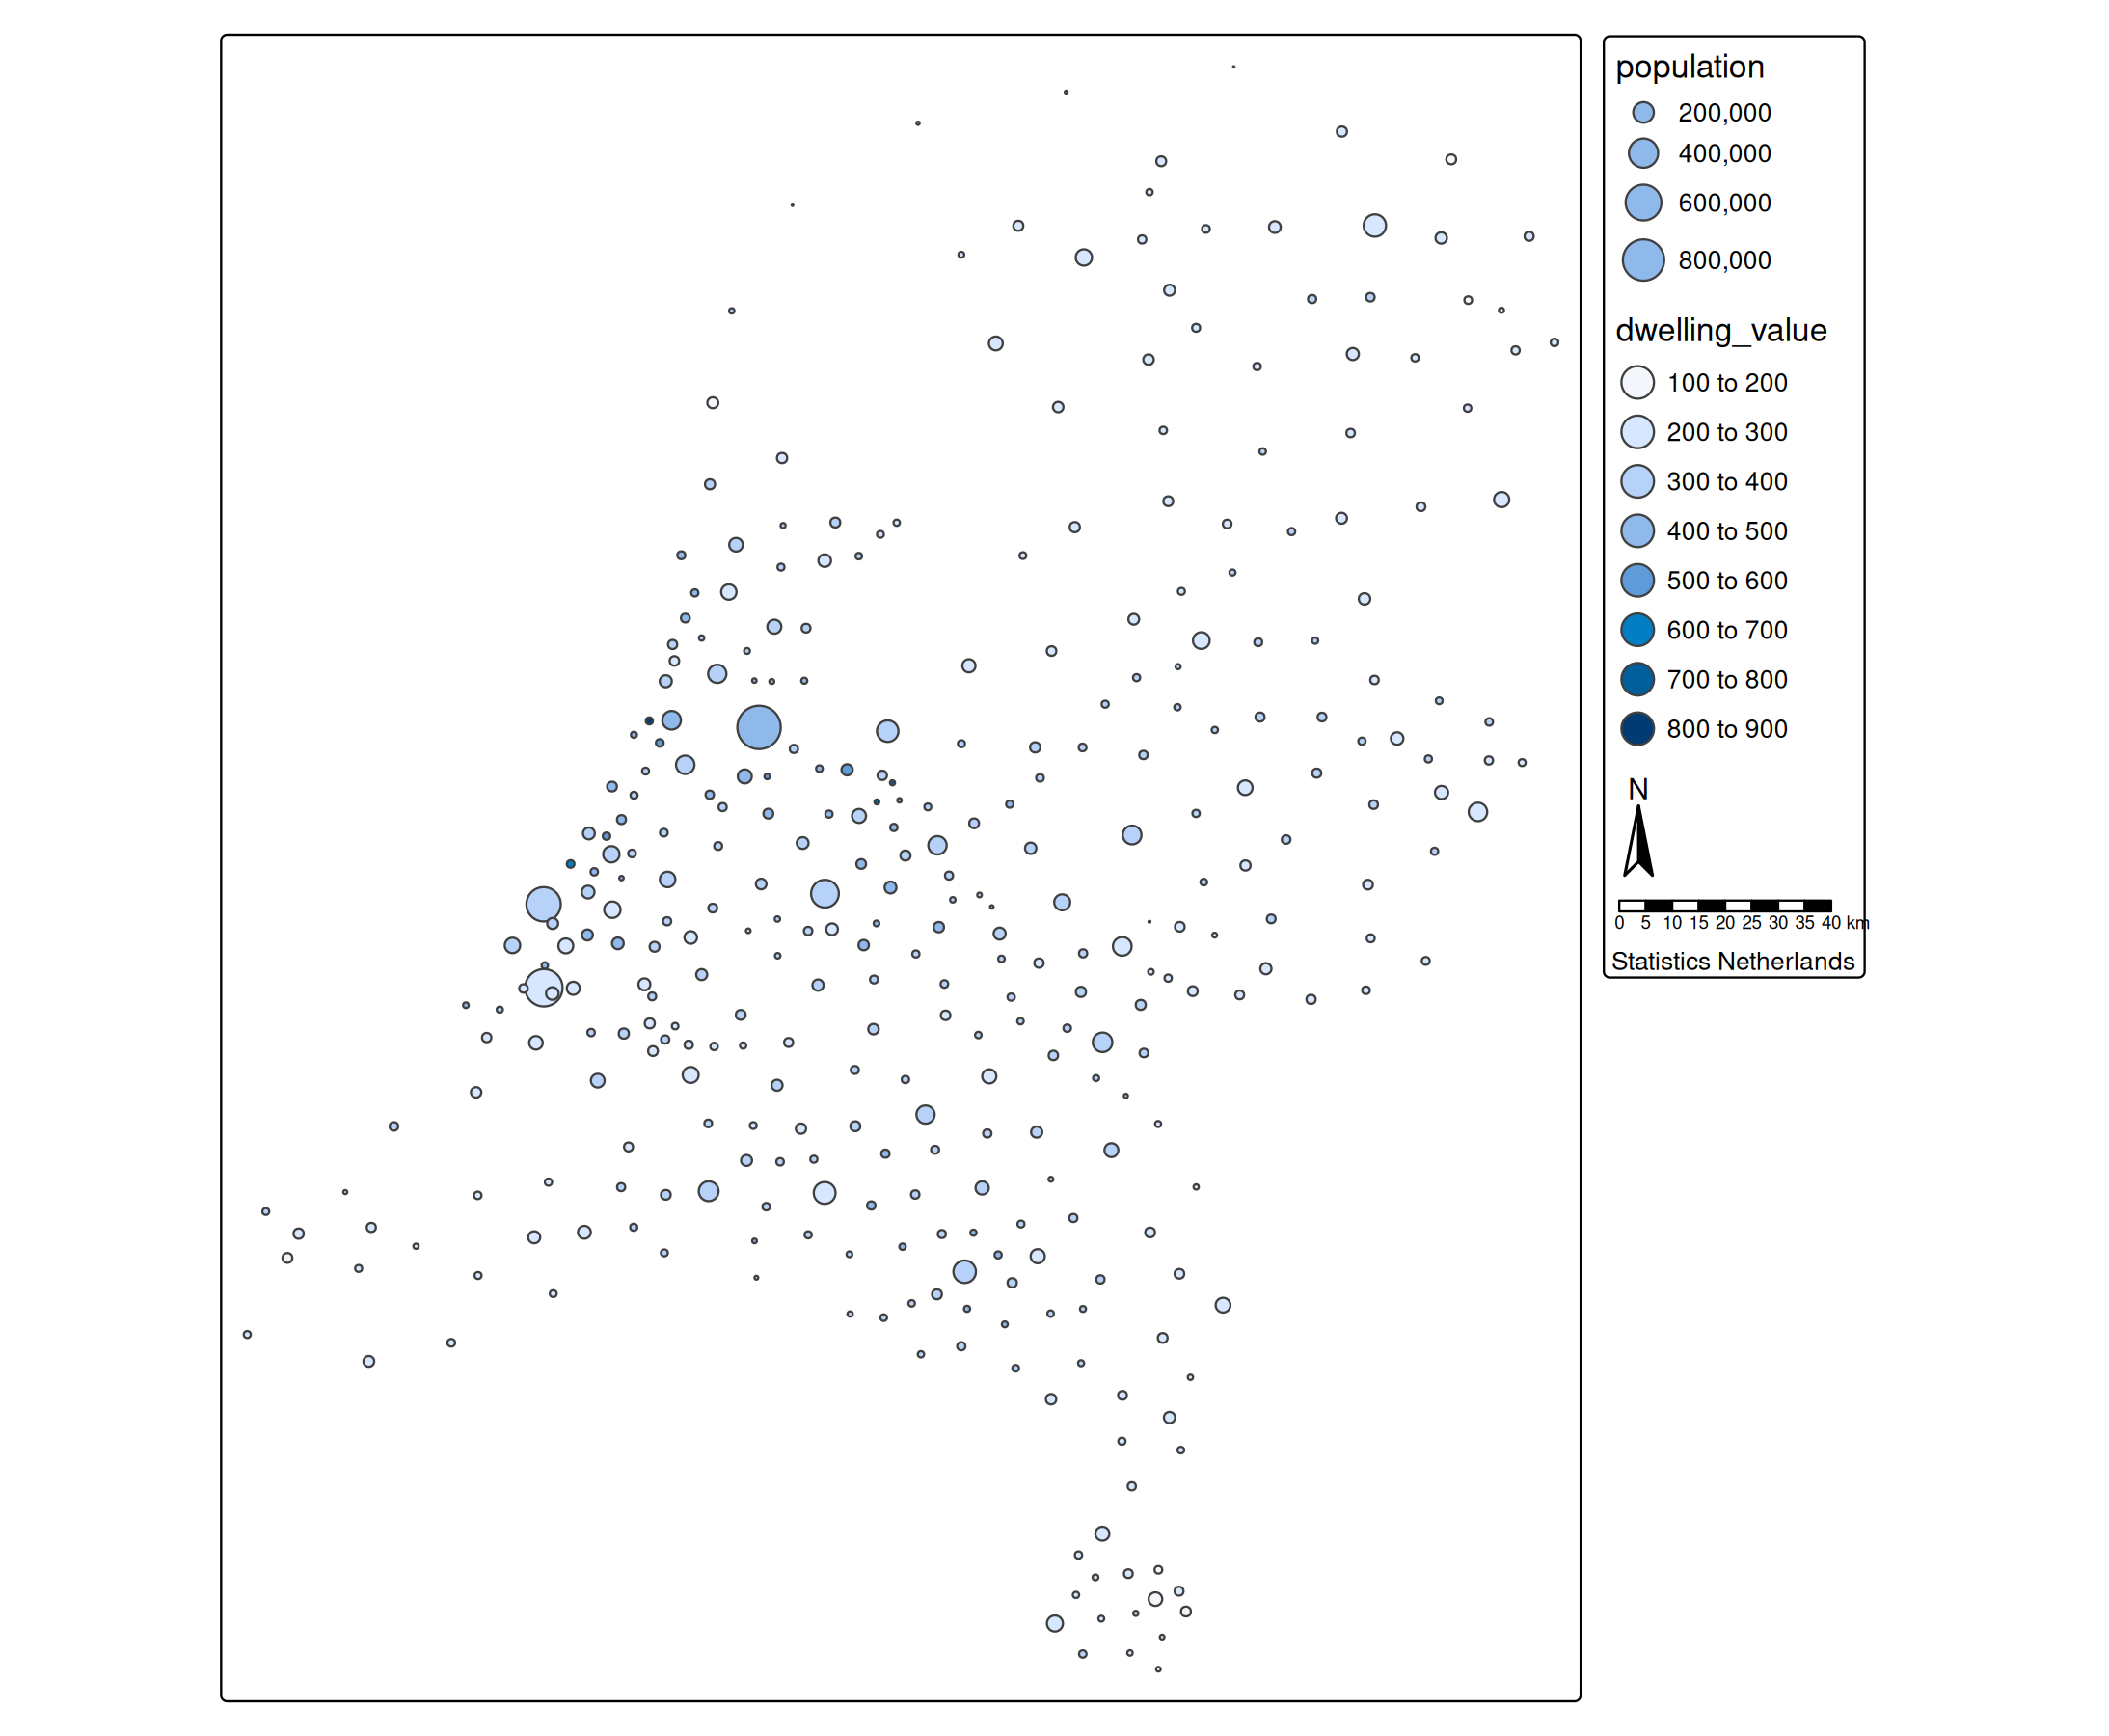 population
200,000
400,000
600,000
800,000
dwelling_value
100 to 200
200 to 300
300 to 400
400 to 500
500 to 600
600 to 700
700 to 800
800 to 900
N
0 5 10 15 20 25 30 35 40 km
Statistics Netherlands